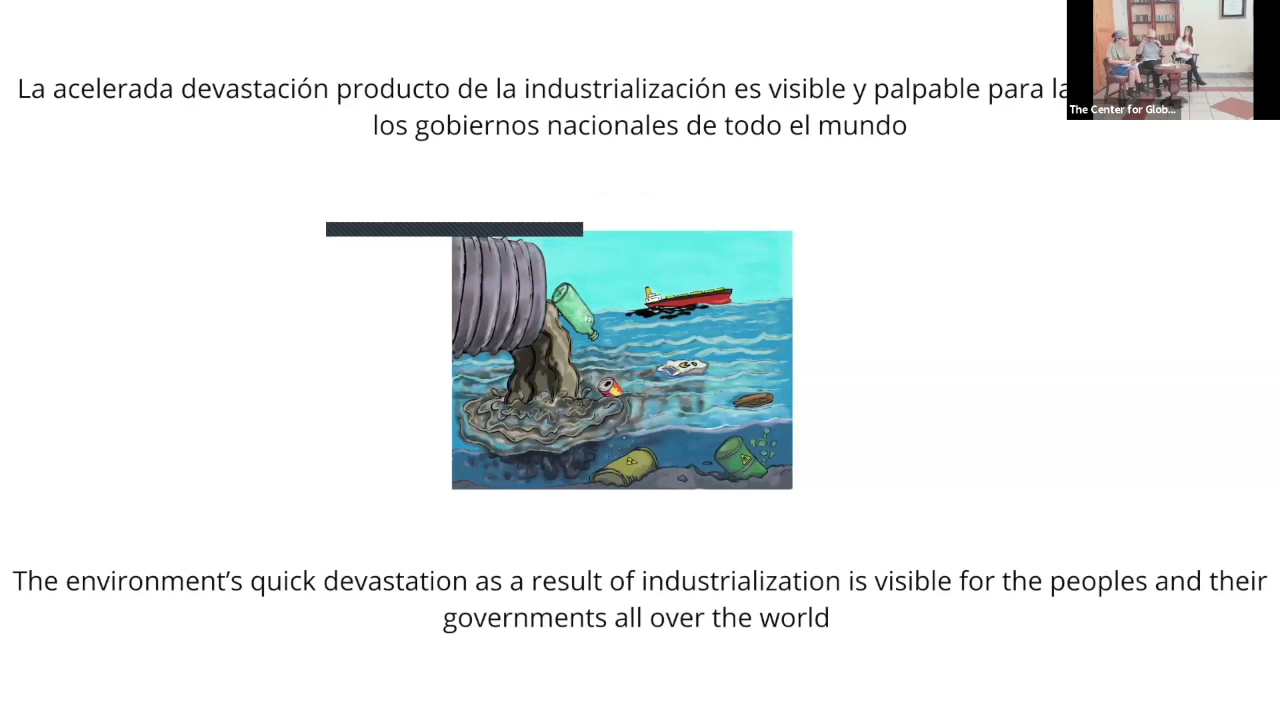 La acelerada devastación producto de la industrialización es visible y palpable para la
The Center for Glob...
los gobiernos nacionales de todo el mundo
The environment's quick devastation as a result of industrialization is visible for the peoples and their
governments all over the world